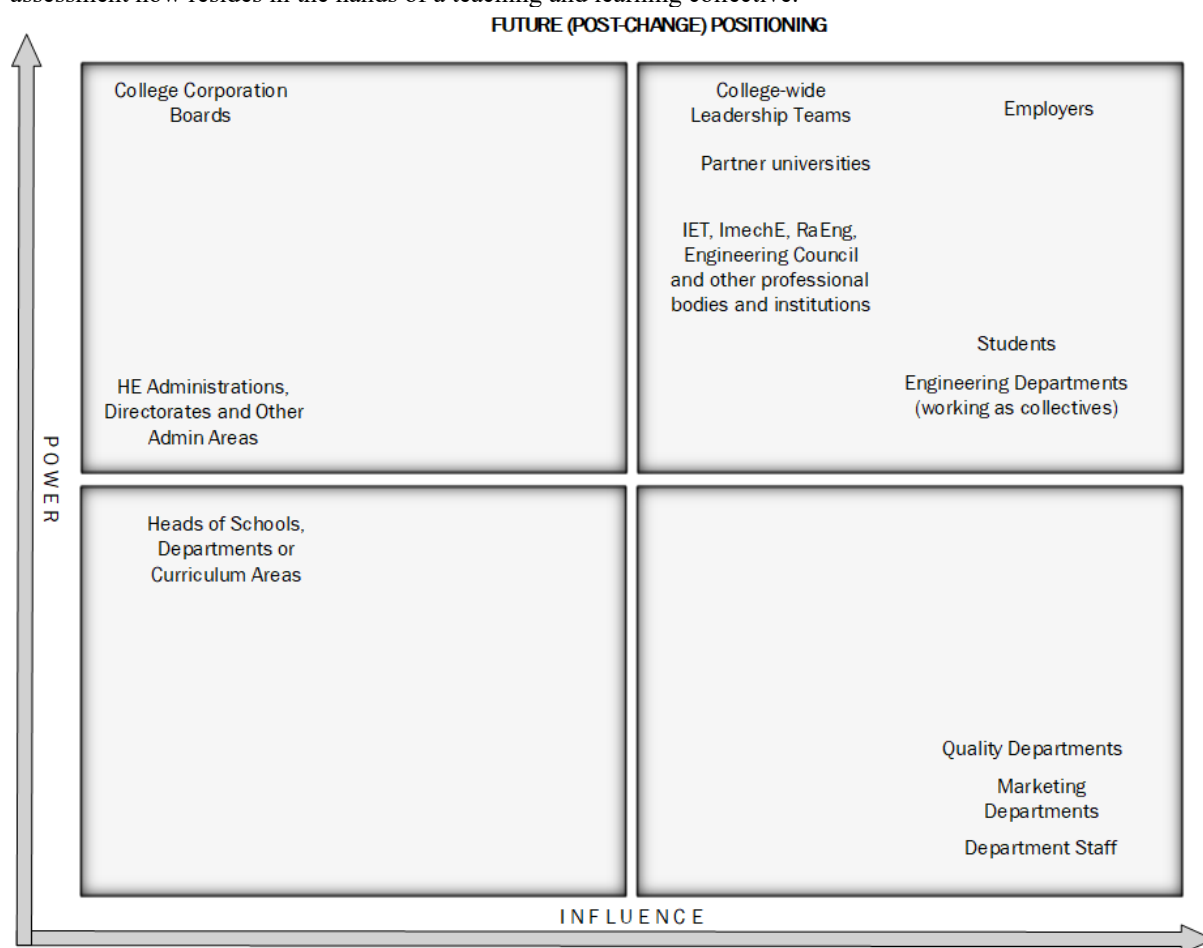 assessment now resides in the hands of a teaching and learning collective.
FUTURE (POST-CHANGE) POSITIONING
College Corporation
Boards
College-wide
Leadership Teams
Employers
Partner universities
IET, ImechE, RaEng,
Engineering Council
and other professional
bodies and institutions
Students
HE Administrations,
Directorates and Other
Admin Areas
Engineering Departments
(working as collectives)
POWER
Heads of Schools,
Departments or
Curriculum Areas
Quality Departments
Marketing
Departments
Department Staff
INFLUENCE